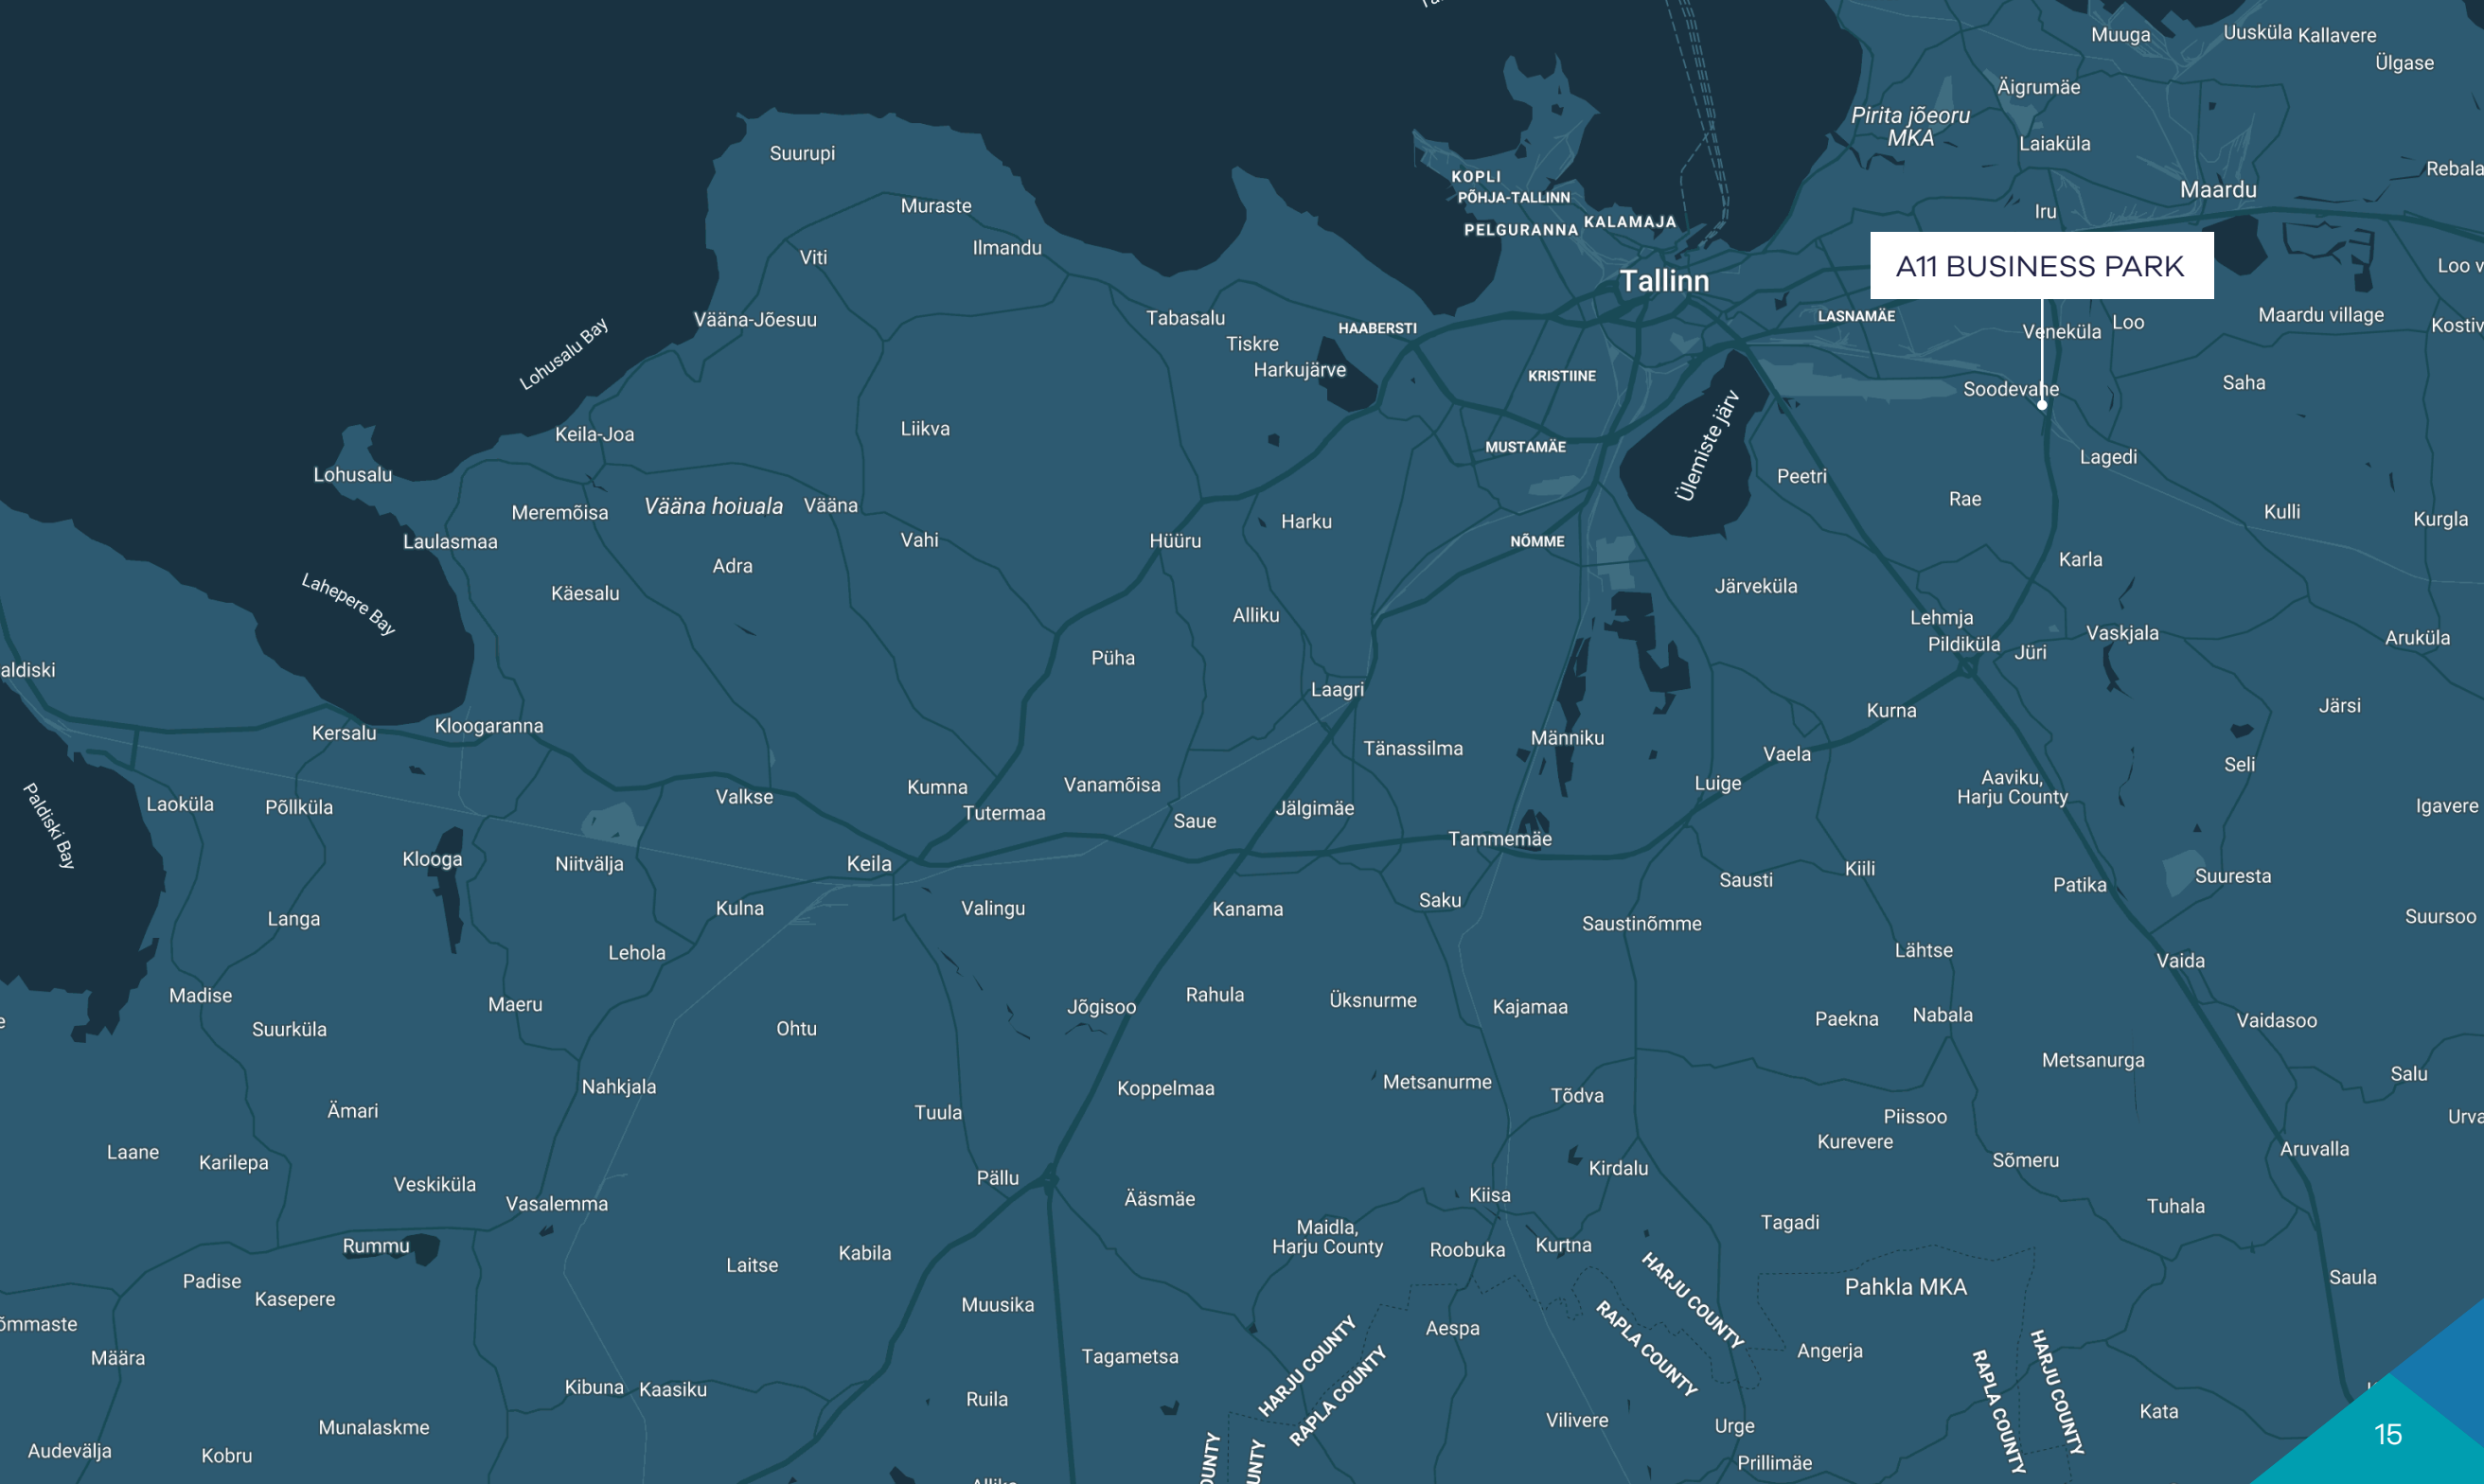 Muuga
Uusküla Kallavere
Ülgase
Äigrumäe
Pirita jõeoru
MKA
Laiaküla
Suurupi
Rebala
KOPLI
PÕHJA-TALLINN
Maardu
Muraste
Iru
PELGURANNA
KALAMAJA
Ilmandu
Viti
A11 BUSINESS PARK
Loo v
Tallinn
Vääna-Jõesuu
Tabasalu
HAABERSTI
LASNAMÄE
Veneküla
Loo
Maardu village
Kostiv
Tiskre
Lohusalu Bay
Harkujärve
KRISTIINE
Soodevahe
Saha
Keila-Joa
Liikva
MUSTAMÄE
Ülemiste järv
Lagedi
Lohusalu
Peetri
Meremõisa
Vääna hoiuala
Vääna
Rae
Kulli
Kurgla
Harku
Laulasmaa
Vahi
Hüüru
NÕMME
Karla
Adra
Käesalu
Järveküla
Lahepere Bay
Alliku
Lehmja
Pildiküla
Jüri
Vaskjala
Aruküla
Püha
aldiski
Laagri
Kurna
Järsi
Kersalu
Kloogaranna
Tänassilma
Männiku
Vaela
Seli
Luige
Aaviku,
Harju County
Kumna
Vanamõisa
Valkse
Laoküla
Põllküla
Tutermaa
Saue
Jälgimäe
Igavere
Paldiski Bay
Tammemäe
Klooga
Niitvälja
Keila
Kiili
Sausti
Patika
Suuresta
Saku
Kulna
Valingu
Kanama
Langa
Saustinõmme
Suursoo
Lehola
Lähtse
Vaida
Madise
Maeru
Jõgisoo
Rahula
Üksnurme
Kajamaa
Suurküla
Ohtu
Paekna
Nabala
Vaidasoo
Metsanurga
Nahkjala
Koppelmaa
Metsanurme
Tõdva
Salu
Ämari
Tuula
Piissoo
Urva
Kurevere
Laane
Karilepa
Sõmeru
Aruvalla
Veskiküla
Pällu
Kirdalu
Vasalemma
Ääsmäe
Kiisa
Tuhala
Tagadi
Maidla,
Harju County
Rummu
Kabila
Roobuka
Kurtna
Laitse
Padise
Kasepere
HARJU COUNTY
Pahkla MKA
Saula
Muusika
õmmaste
Aespa
RAPLA COUNTY
Määra
Tagametsa
HARJU COUNTY
RAPLA COUNTY
Angerja
RAPLA COUNTY
HARJU COUNTY
Kibuna
Kaasiku
Ruila
Munalaskme
Vilivere
Urge
Kata
15
Audevälja
Kobru
OUNTY
UNTY
Prillimäe